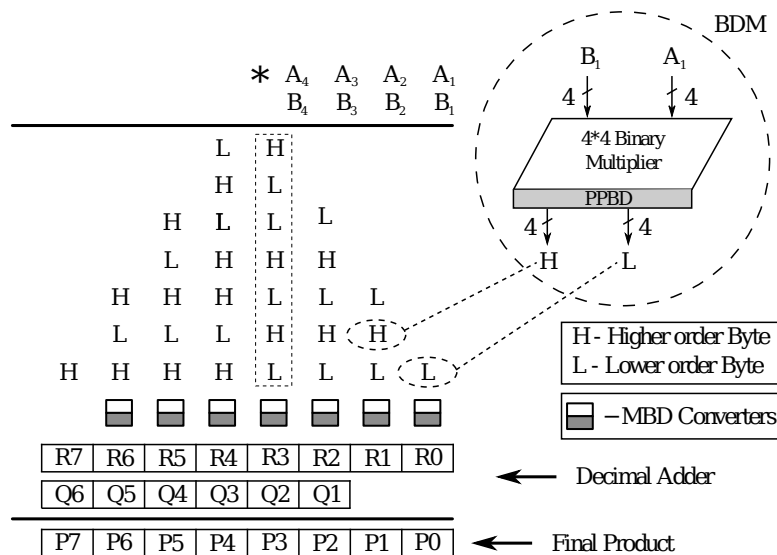 BDM
* A₄ A₃ A₂ A₁
B₄ B₃ B₂ B₁
B₁ A₁
4 4
4*4 Binary
Multiplier
PPBD
4 4
H L
L H
H L
H L L L
L H H H
H H H L L L
L L L H H H
H H H H L L L L
H - Higher order Byte
L - Lower order Byte
– MBD Converters
R7 R6 R5 R4 R3 R2 R1 R0
Q6 Q5 Q4 Q3 Q2 Q1
Decimal Adder
P7 P6 P5 P4 P3 P2 P1 P0
Final Product